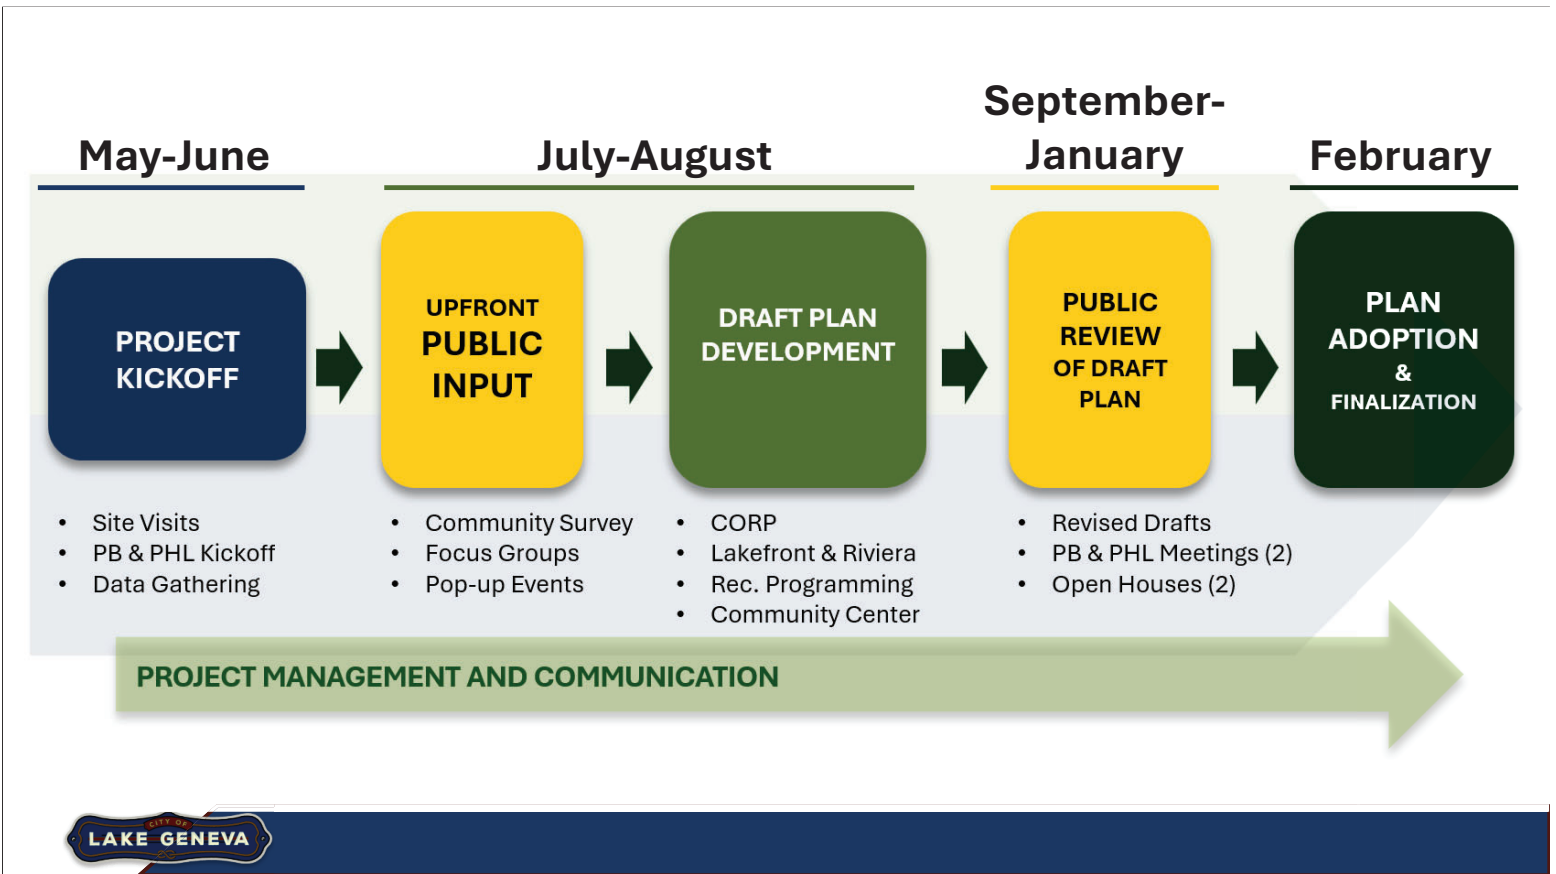 May-June
July-August
September-
January
February
PROJECT
KICKOFF
UPFRONT
PUBLIC
INPUT
DRAFT PLAN
DEVELOPMENT
PUBLIC
REVIEW
OF DRAFT
PLAN
PLAN
ADOPTION
&
FINALIZATION
• Site Visits
• PB & PHL Kickoff
• Data Gathering
• Community Survey
• Focus Groups
• Pop-up Events
• CORP
• Lakefront & Riviera
• Rec. Programming
• Community Center
• Revised Drafts
• PB & PHL Meetings (2)
• Open Houses (2)
PROJECT MANAGEMENT AND COMMUNICATION
CITY OF
LAKE GENEVA